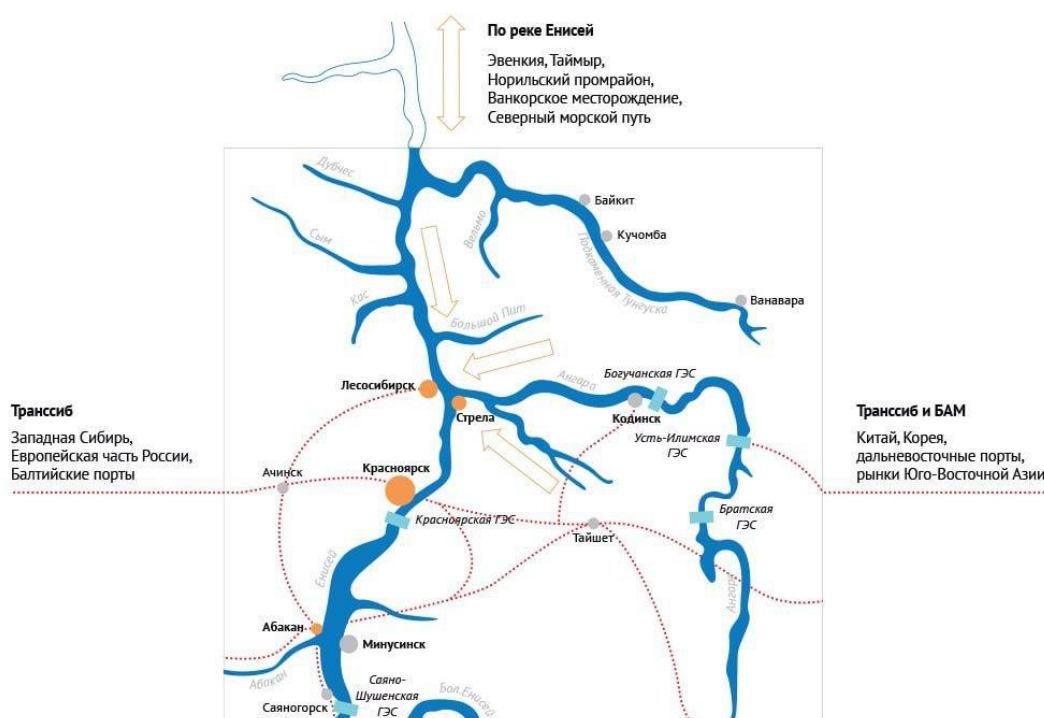 По реке Енисей
Эвенкия, Таймыр,
Норильский промрайон,
Ванкорское месторождение,
Северный морской путь
Дубчес
Сым
Кас
Вельмо
Байкит
Кучомба
Подкаменная Тунгуска
Ванавара
Большой Пит
Лесосибирск
Стрела
Ангара
Богучанская ГЭС
Кодинск
Усть-Илимская
ГЭС
Транссиб
Западная Сибирь,
Европейская часть России,
Балтийские порты
Транссиб и БАМ
Китай, Корея,
дальневосточные порты,
рынки Юго-Восточной Азии
Ачинск
Красноярск
Красноярская ГЭС
Тайшет
Братская
ГЭС
Енисей
Ангара
Абакан
Минусинск
Абакан
Саяногорск
Саяно-
Шушенская
ГЭС
Бол.Енисей